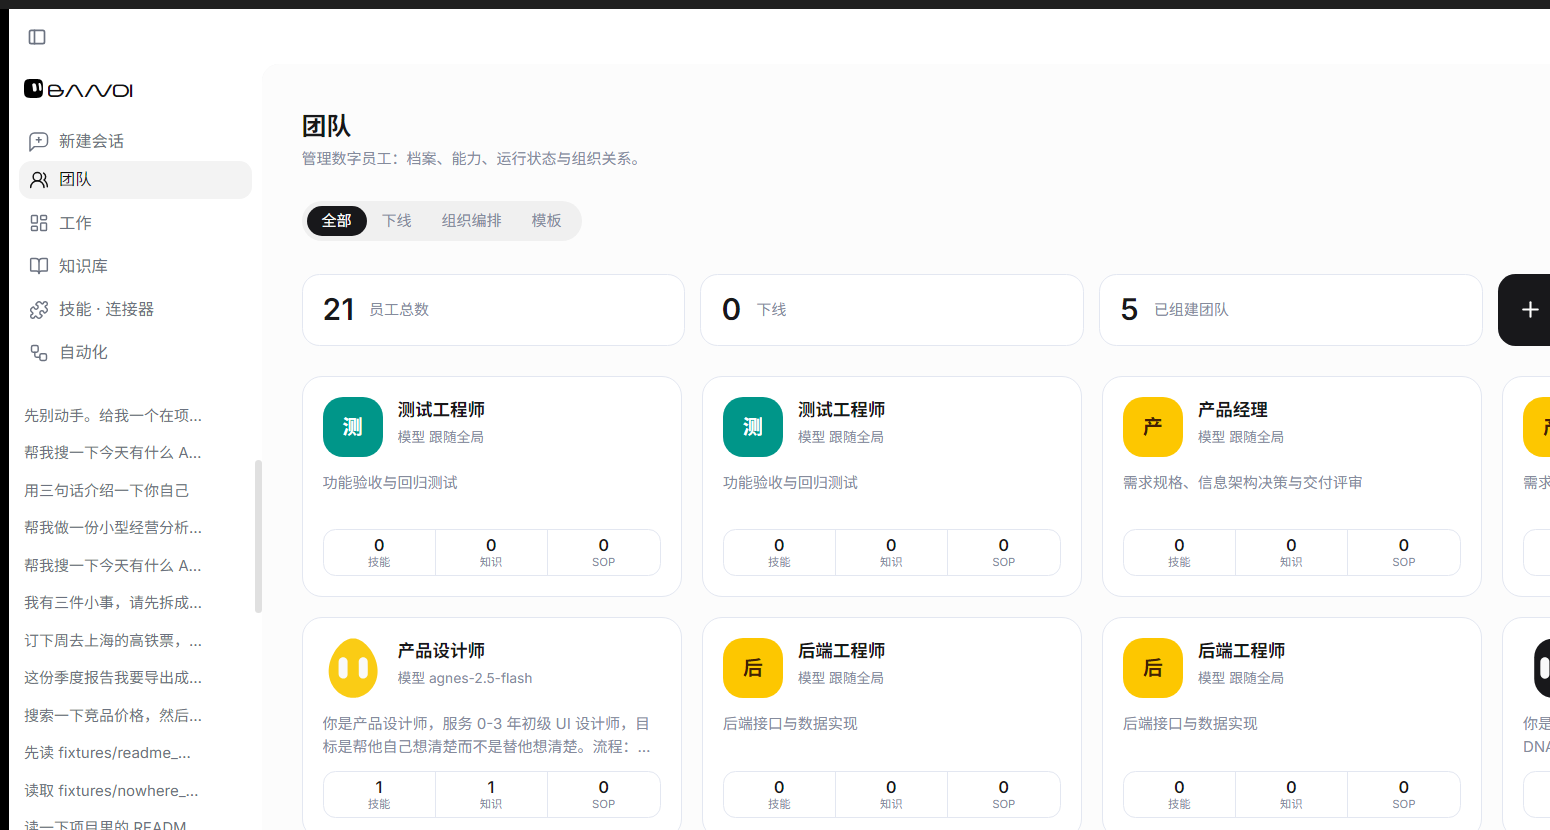 BANDI
新建会话
团队
工作
知识库
技能 · 连接器
自动化
先别动手。给我一个在项...
帮我搜一下今天有什么 A...
用三句话介绍一下你自己
帮我做一份小型经营分析...
帮我搜一下今天有什么 A...
我有三件小事，请先拆成...
订下周去上海的高铁票，...
这份季度报告我要导出成...
搜索一下竞品价格，然后...
先读 fixtures/readme_...
读取 fixtures/nowhere_...
读一下项目里的 READM
团队
管理数字员工：档案、能力、运行状态与组织关系。
全部 下线 组织编排 模板
21 员工总数 0 下线 5 已组建团队
测 测试工程师 测 测试工程师 产 产品经理
模型 跟随全局 模型 跟随全局 模型 跟随全局
功能验收与回归测试 功能验收与回归测试 需求规格、信息架构决策与交付评审 需求
0 0 0 0 0 0 0 0 0
技能 知识 SOP 技能 知识 SOP 技能 知识 SOP
产品设计师 后 后端工程师 后 后端工程师
模型 agnes-2.5-flash 模型 跟随全局 模型 跟随全局
你是产品设计师，服务 0-3 年初级 UI 设计师，目 后端接口与数据实现 后端接口与数据实现 你是
标是帮他自己想清楚而不是替他想清楚。流程：... DNA
1 1 0 0 0 0 0 0 0
技能 知识 SOP 技能 知识 SOP 技能 知识 SOP